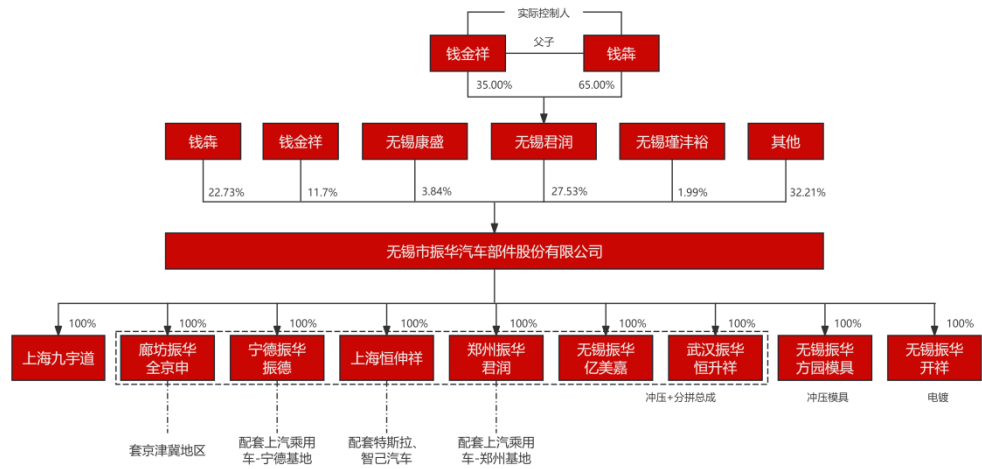 实际控制人
钱金祥
父子
钱犇
35.00%
65.00%
钱犇
钱金祥
无锡康盛
无锡君润
无锡瑾沣裕
其他
22.73%
11.7%
3.84%
27.53%
1.99%
32.21%
无锡市振华汽车部件股份有限公司
100%
100%
100%
100%
100%
100%
100%
100%
100%
上海九宇道
廊坊振华
全京申
宁德振华
振德
上海恒伸祥
郑州振华
君润
无锡振华
亿美嘉
武汉振华
恒升祥
无锡振华
方园模具
无锡振华
开祥
冲压+分拼总成
冲压模具
电镀
套京津冀地区
配套上汽乘用
车-宁德基地
配套特斯拉、
智己汽车
配套上汽乘用
车-郑州基地